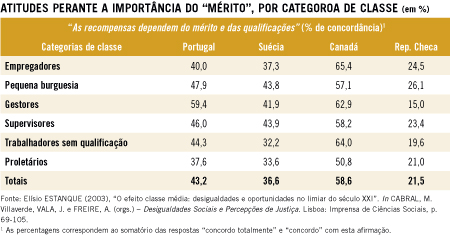 ATITUDES PERANTE A IMPORTÂNCIA DO “MÉRITO”, POR CATEGOROA DE CLASSE (em %)
“As recompensas dependem do mérito e das qualificações” (% de concordância)¹
Categorias de classe Portugal Suécia Canadá Rep. Checa
Empregadores 40,0 37,3 65,4 24,5
Pequena burguesia 47,9 43,8 57,1 26,1
Gestores 59,4 41,9 62,9 15,0
Supervisores 46,0 43,9 58,2 23,4
Trabalhadores sem qualificação 44,3 32,2 64,0 19,6
Proletários 37,6 33,6 50,8 21,0
Totais 43,2 36,6 58,6 21,5
Fonte: Elísio ESTANQUE (2003), “O efeito classe média: desigualdades e oportunidades no limiar do século XXI”. In CABRAL, M.
Villaverde, VALA, J. e FREIRE, A. (orgs.) – Desigualdades Sociais e Percepções de Justiça. Lisboa: Imprensa de Ciências Sociais, p.
69-105.
¹ As percentagens correspondem ao somatório das respostas “concordo totalmente” e “concordo” com esta afirmação.